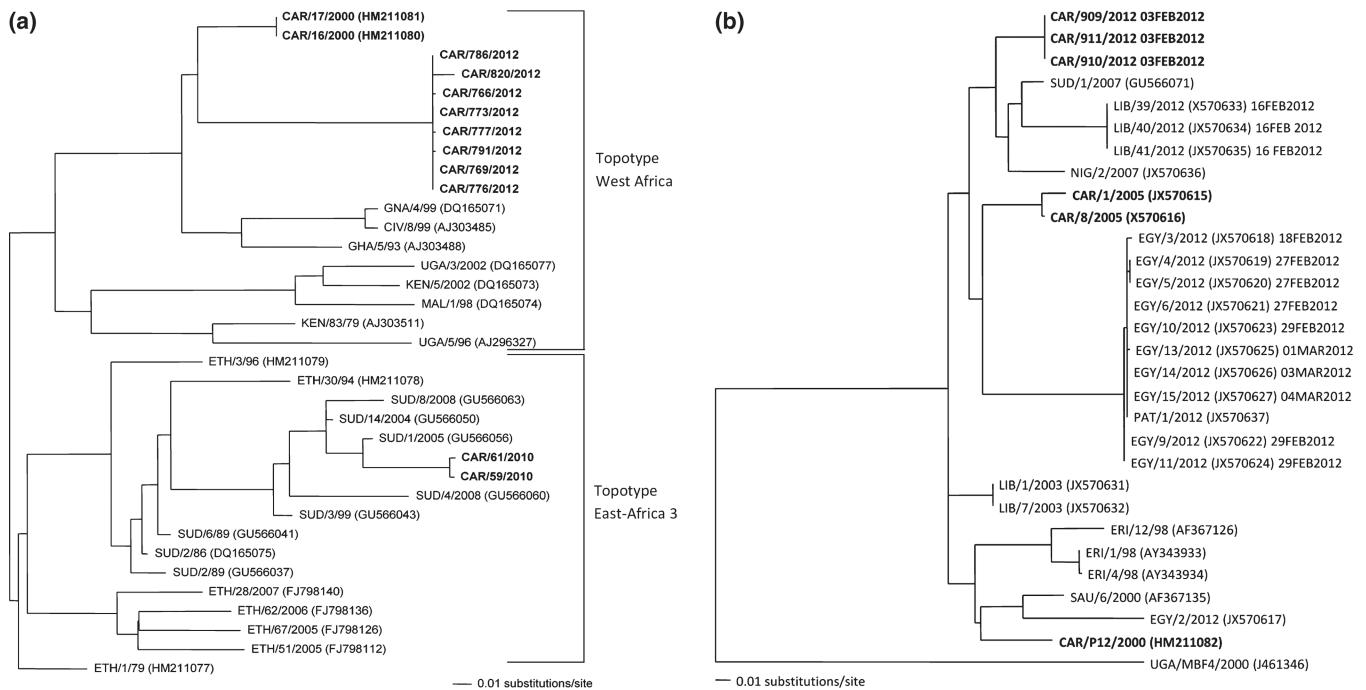 (a)
CAR/17/2000 (HM211081)
CAR/16/2000 (HM211080)
CAR/786/2012
CAR/820/2012
CAR/766/2012
CAR/773/2012
CAR/777/2012
CAR/791/2012
CAR/769/2012
CAR/776/2012
GNA/4/99 (DQ165071)
CIV/8/99 (AJ303485)
GHA/5/93 (AJ303488)
UGA/3/2002 (DQ165077)
KEN/5/2002 (DQ165073)
MAL/1/98 (DQ165074)
KEN/83/79 (AJ303511)
UGA/5/96 (AJ296327)
Topotype
West Africa
ETH/3/96 (HM211079)
ETH/30/94 (HM211078)
SUD/8/2008 (GU566063)
SUD/14/2004 (GU566050)
SUD/1/2005 (GU566056)
CAR/61/2010
CAR/59/2010
SUD/4/2008 (GU566060)
SUD/3/99 (GU566043)
SUD/6/89 (GU566041)
SUD/2/86 (DQ165075)
SUD/2/89 (GU566037)
ETH/28/2007 (FJ798140)
ETH/62/2006 (FJ798136)
ETH/67/2005 (FJ798126)
ETH/51/2005 (FJ798112)
ETH/1/79 (HM211077)
Topotype
East-Africa 3
0.01 substitutions/site
(b)
CAR/909/2012 03FEB2012
CAR/911/2012 03FEB2012
CAR/910/2012 03FEB2012
SUD/1/2007 (GU566071)
LIB/39/2012 (X570633) 16FEB2012
LIB/40/2012 (JX570634) 16FEB 2012
LIB/41/2012 (JX570635) 16 FEB2012
NIG/2/2007 (JX570636)
CAR/1/2005 (JX570615)
CAR/8/2005 (X570616)
EGY/3/2012 (JX570618) 18FEB2012
EGY/4/2012 (JX570619) 27FEB2012
EGY/5/2012 (JX570620) 27FEB2012
EGY/6/2012 (JX570621) 27FEB2012
EGY/10/2012 (JX570623) 29FEB2012
EGY/13/2012 (JX570625) 01MAR2012
EGY/14/2012 (JX570626) 03MAR2012
EGY/15/2012 (JX570627) 04MAR2012
PAT/1/2012 (JX570637)
EGY/9/2012 (JX570622) 29FEB2012
EGY/11/2012 (JX570624) 29FEB2012
LIB/1/2003 (JX570631)
LIB/7/2003 (JX570632)
ERI/12/98 (AF367126)
ERI/1/98 (AY343933)
ERI/4/98 (AY343934)
SAU/6/2000 (AF367135)
EGY/2/2012 (JX570617)
CAR/P12/2000 (HM211082)
UGA/MBF4/2000 (J461346)
0.01 substitutions/site